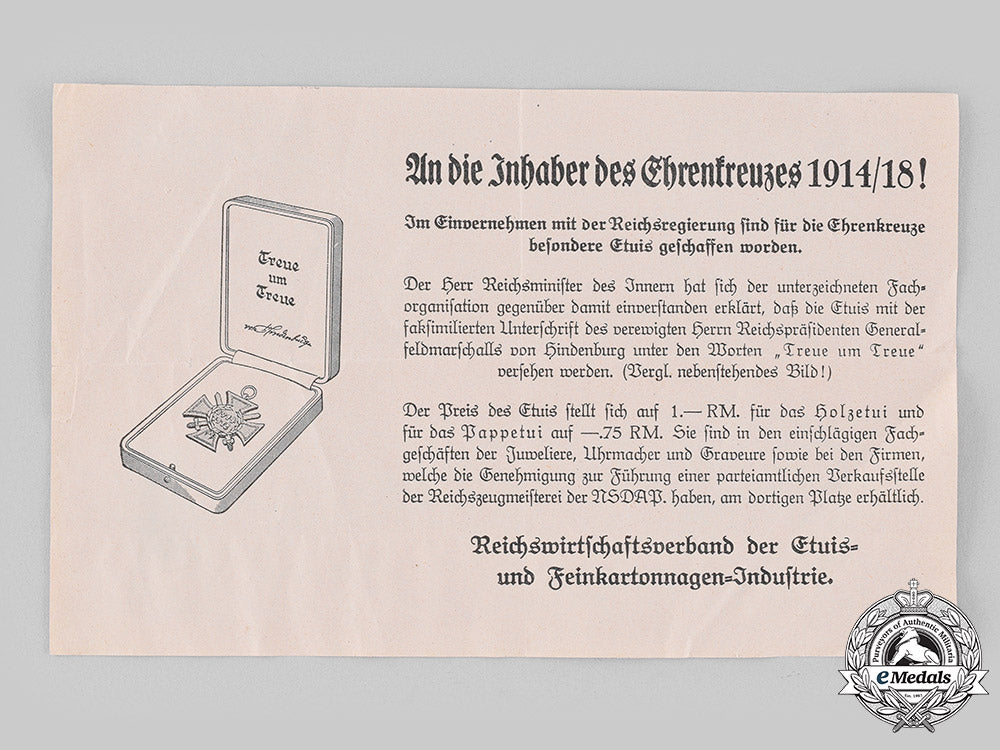 An die Inhaber des Ehrenkreuzes 1914/18!
Im Einvernehmen mit der Reichsregierung sind für die Ehrenkreuze
besondere Etuis geschaffen worden.
Der Herr Reichsminister des Innern hat sich der unterzeichneten Fach-
organisation gegenüber damit einverstanden erklärt, daß die Etuis mit der
faksimilierten Unterschrift des verewigten Herrn Reichspräsidenten General-
feldmarschalls von Hindenburg unter den Worten „Treue um Treue“
versehen werden. (Vergl. nebenstehendes Bild!)
Der Preis des Etuis stellt sich auf 1.— RM. für das Holzetui und
für das Pappetui auf —.75 RM. Sie sind in den einschlägigen Fach-
geschäften der Juweliere, Uhrmacher und Graveure sowie bei den Firmen,
welche die Genehmigung zur Führung einer parteiamtlichen Verkaufsstelle
der Reichszeugmeisterei der NSDAP. haben, am dortigen Platze erhältlich.
Reichswirtschaftsverband der Etuis-
und Feinkartonnagen-Industrie.
Treue
um
Treue
von Hindenburg
Purveyors of Authentic Militaria
eMedals